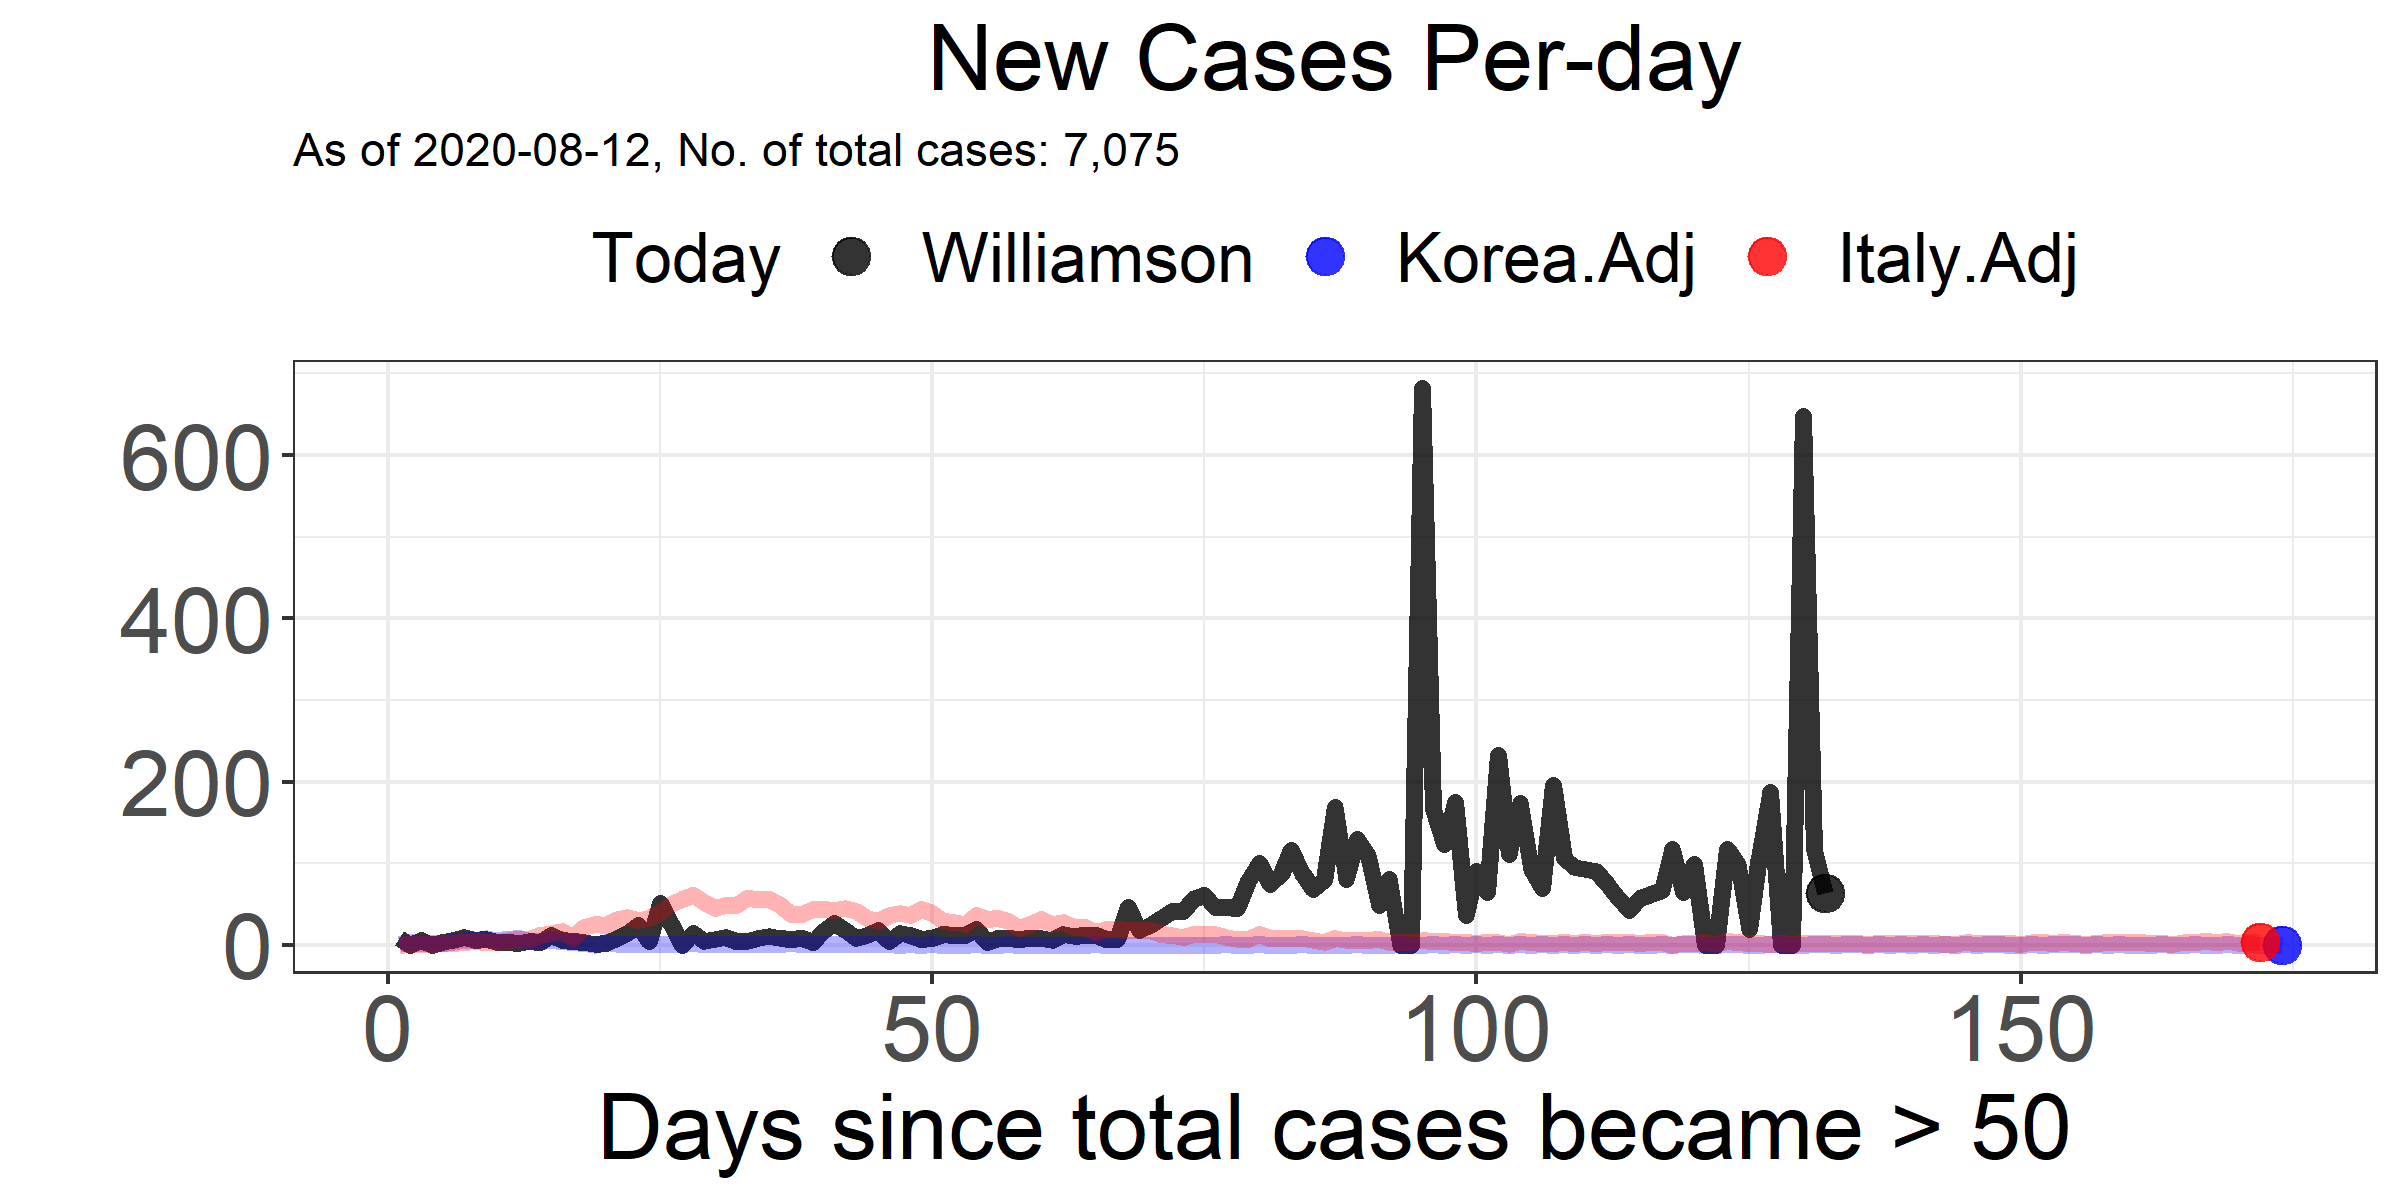 New Cases Per-day
As of 2020-08-12, No. of total cases: 7,075
Today Williamson Korea.Adj Italy.Adj
600
400
200
0
0 50 100 150
Days since total cases became > 50